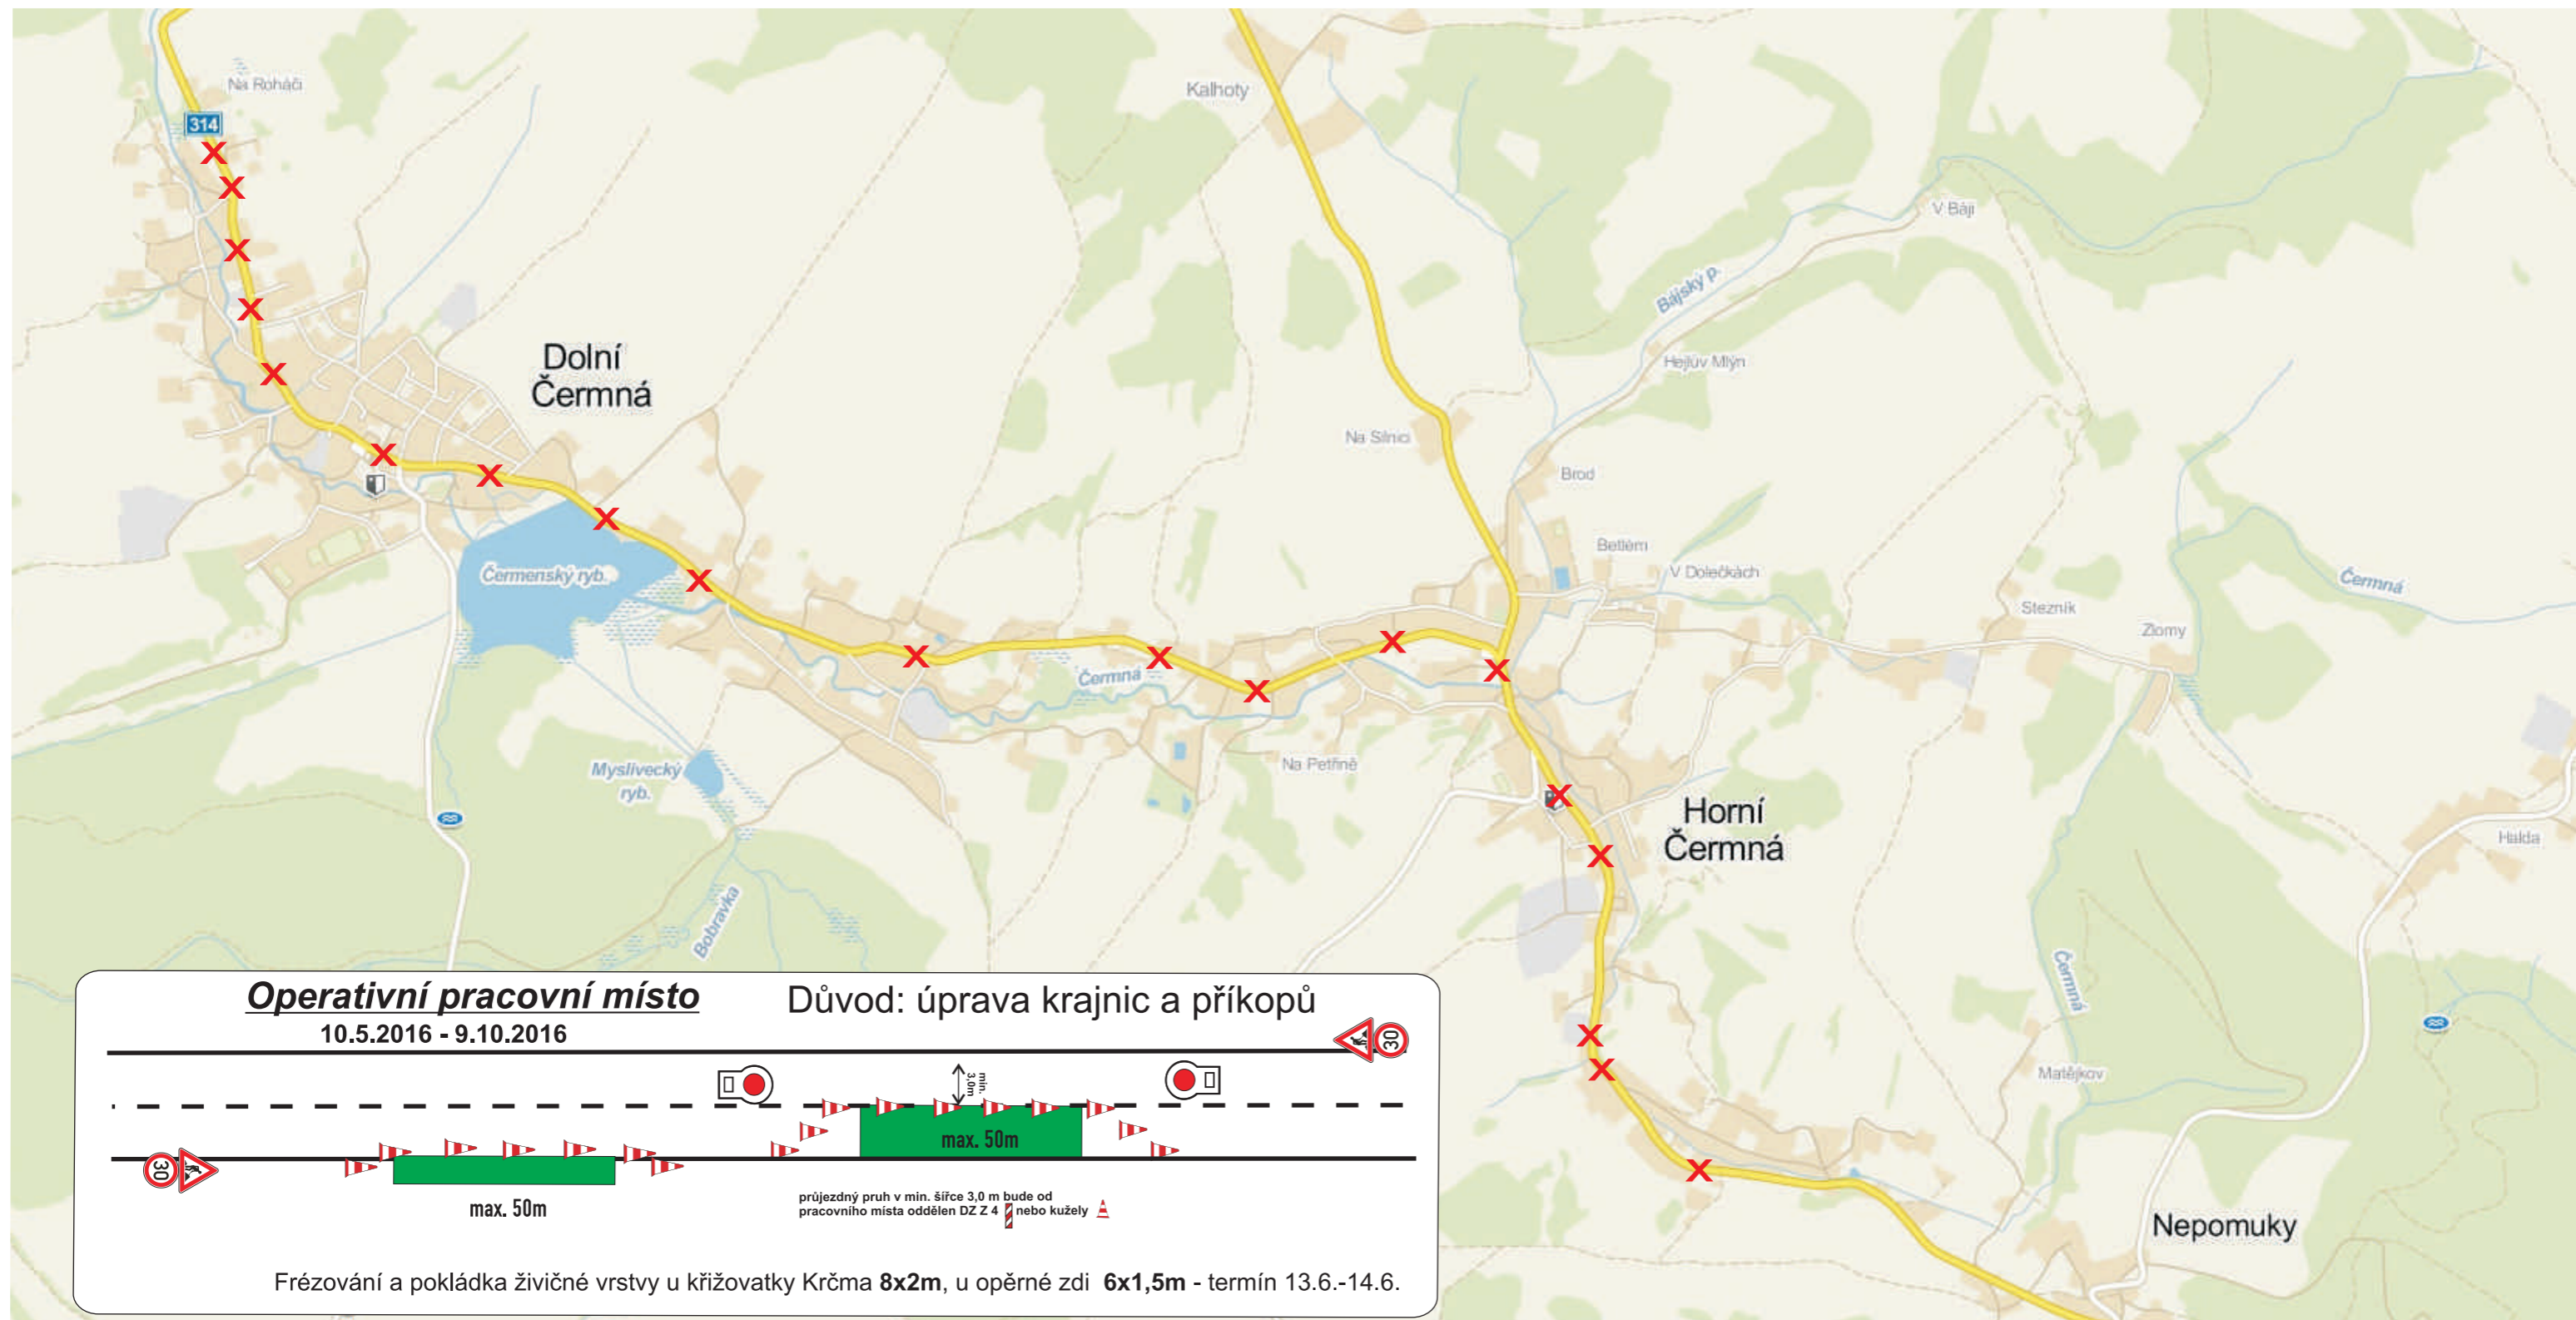 Na Roháči
314
Kalhoty
V Báji
Bájský p.
Hejlův Mlýn
Dolní
Čermná
Na Silnici
Brod
Betlém
V Dolečkách
Čermenský ryb.
Čermná
Stezník
Zlomy
Čermná
Na Petřině
Myslivecký
ryb.
Horní
Čermná
Halda
Bobravka
Čermná
Matějkov
Nepomuky
Operativní pracovní místo
10.5.2016 - 9.10.2016
Důvod: úprava krajnic a příkopů
30
min.
3,0m
max. 50m
30
max. 50m
průjezdný pruh v min. šířce 3,0 m bude od
pracovního místa oddělen DZ Z 4 nebo kužely
Frézování a pokládka živičné vrstvy u křižovatky Krčma 8x2m, u opěrné zdi 6x1,5m - termín 13.6.-14.6.